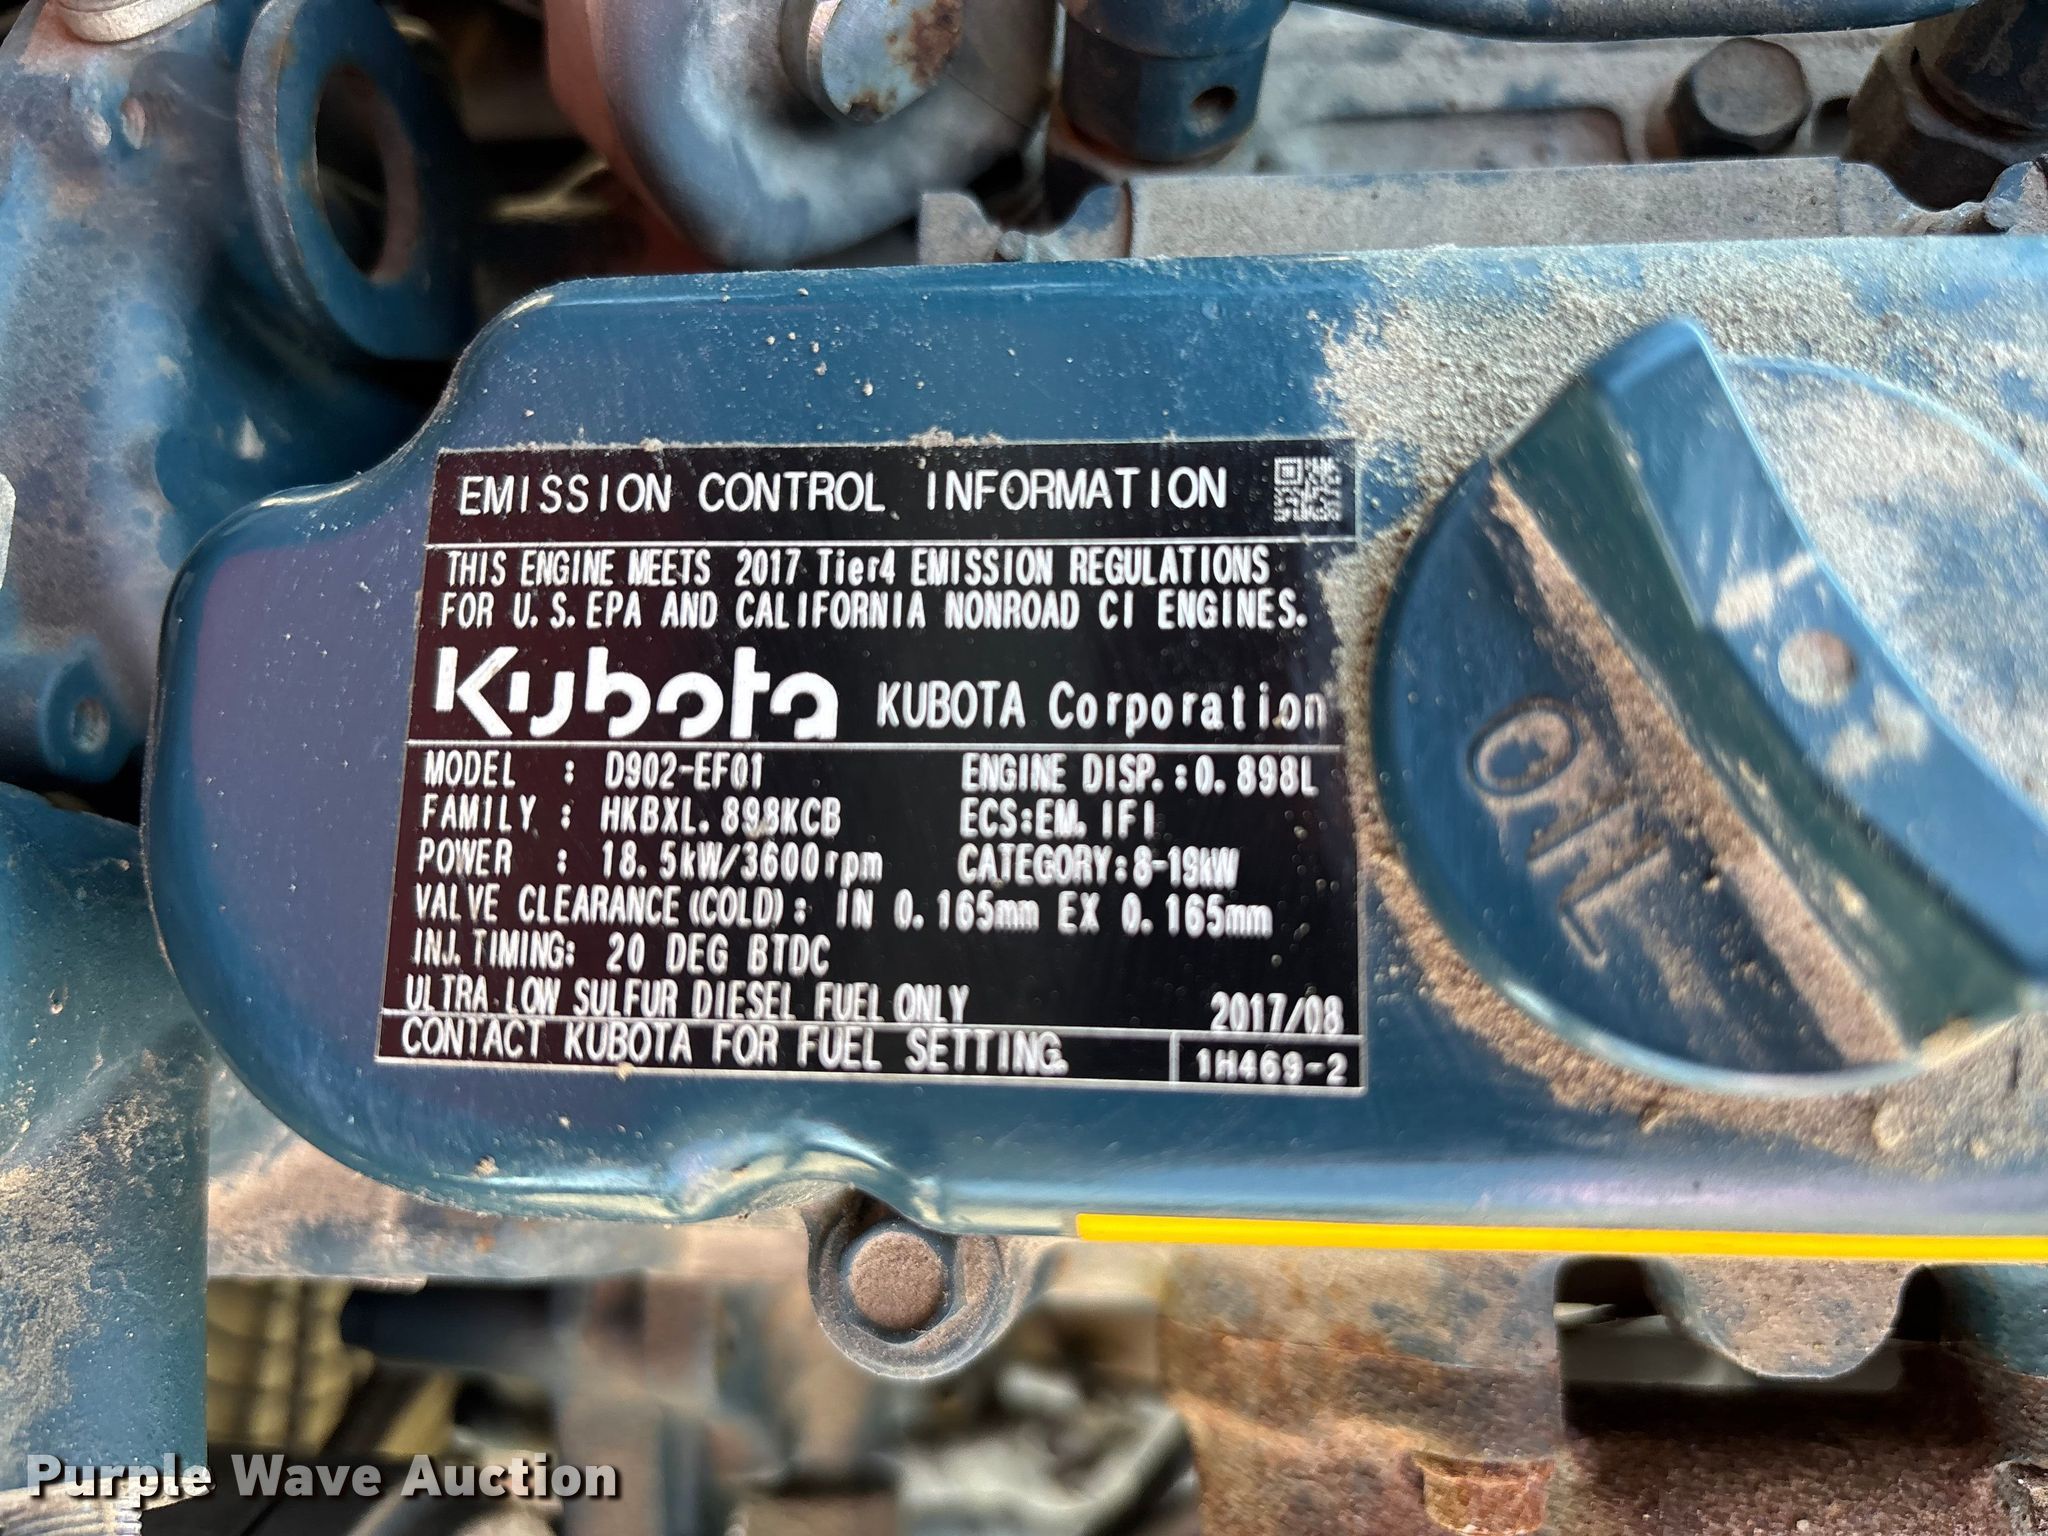 EMISSION CONTROL INFORMATION
THIS ENGINE MEETS 2017 Tier4 EMISSION REGULATIONS
FOR U.S.EPA AND CALIFORNIA NONROAD CI ENGINES.
Kubota KUBOTA Corporation
MODEL : D902-EF01 ENGINE DISP.:0.898L
FAMILY : HKBXL.898KCB ECS:EM.IFI
POWER : 18.5kW/3600rpm CATEGORY:8-19kW
VALVE CLEARANCE(COLD): IN 0.165mm EX 0.165mm
INJ.TIMING: 20 DEG BTDC
ULTRA LOW SULFUR DIESEL FUEL ONLY 2017/08
CONTACT KUBOTA FOR FUEL SETTING. 1H469-2
OIL
Purple Wave Auction